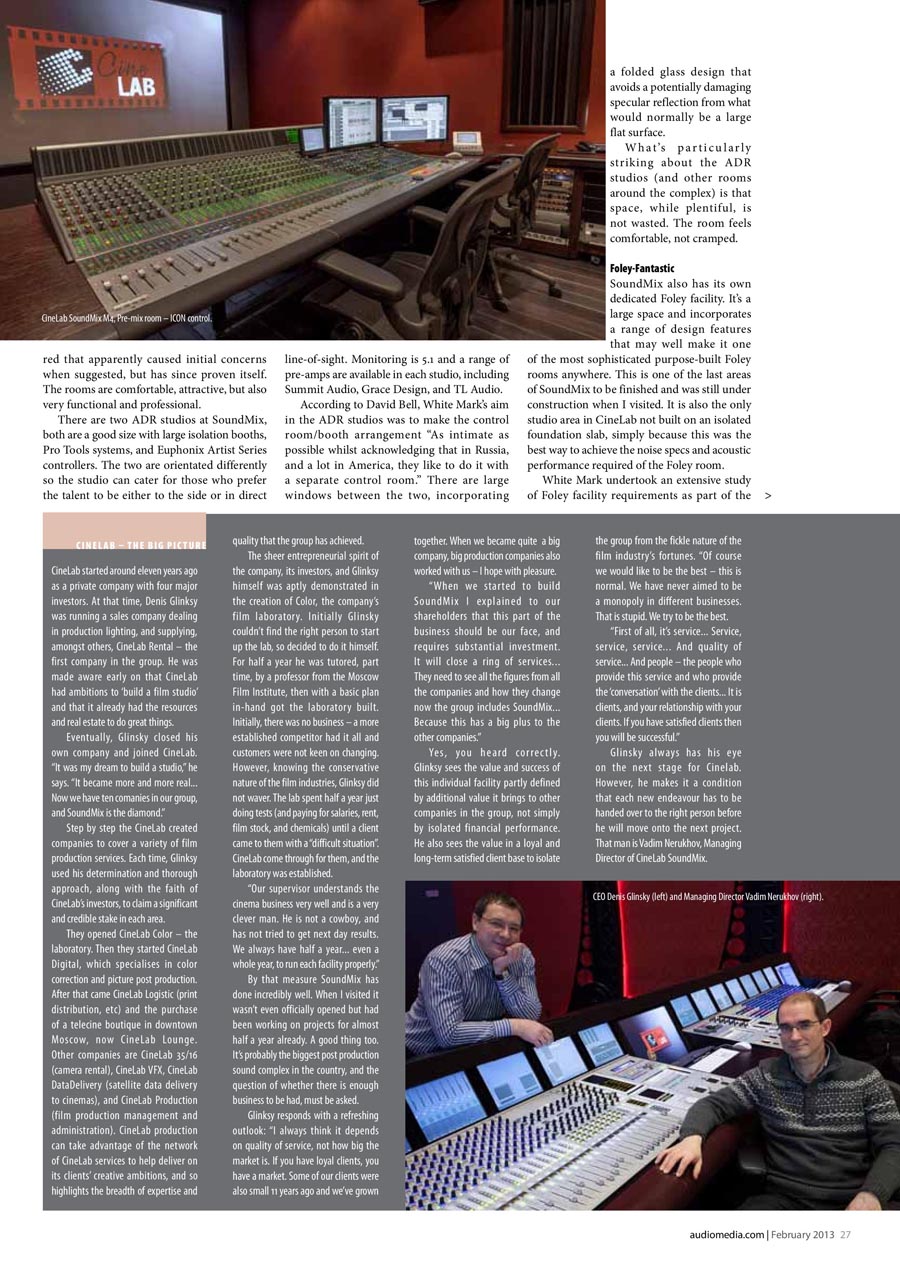 Cine
LAB
CineLab SoundMix M4, Pre-mix room – ICON control.
red that apparently caused initial concerns
when suggested, but has since proven itself.
The rooms are comfortable, attractive, but also
very functional and professional.
There are two ADR studios at SoundMix,
both are a good size with large isolation booths,
Pro Tools systems, and Euphonix Artist Series
controllers. The two are orientated differently
so the studio can cater for those who prefer
the talent to be either to the side or in direct
line-of-sight. Monitoring is 5.1 and a range of
pre-amps are available in each studio, including
Summit Audio, Grace Design, and TL Audio.
According to David Bell, White Mark’s aim
in the ADR studios was to make the control
room/booth arrangement “As intimate as
possible whilst acknowledging that in Russia,
and a lot in America, they like to do it with
a separate control room.” There are large
windows between the two, incorporating
a folded glass design that
avoids a potentially damaging
specular reflection from what
would normally be a large
flat surface.
What’s particularly
striking about the ADR
studios (and other rooms
around the complex) is that
space, while plentiful, is
not wasted. The room feels
comfortable, not cramped.
Foley-Fantastic
SoundMix also has its own
dedicated Foley facility. It’s a
large space and incorporates
a range of design features
that may well make it one
of the most sophisticated purpose-built Foley
rooms anywhere. This is one of the last areas
of SoundMix to be finished and was still under
construction when I visited. It is also the only
studio area in CineLab not built on an isolated
foundation slab, simply because this was the
best way to achieve the noise specs and acoustic
performance required of the Foley room.
White Mark undertook an extensive study
of Foley facility requirements as part of the >
CINELAB – THE BIG PICTURE
CineLab started around eleven years ago
as a private company with four major
investors. At that time, Denis Glinksy
was running a sales company dealing
in production lighting, and supplying,
amongst others, CineLab Rental – the
first company in the group. He was
made aware early on that CineLab
had ambitions to ‘build a film studio’
and that it already had the resources
and real estate to do great things.
Eventually, Glinsky closed his
own company and joined CineLab.
“It was my dream to build a studio,” he
says. “It became more and more real...
Now we have ten comanies in our group,
and SoundMix is the diamond.”
Step by step the CineLab created
companies to cover a variety of film
production services. Each time, Glinksy
used his determination and thorough
approach, along with the faith of
CineLab’s investors, to claim a significant
and credible stake in each area.
They opened CineLab Color – the
laboratory. Then they started CineLab
Digital, which specialises in color
correction and picture post production.
After that came CineLab Logistic (print
distribution, etc) and the purchase
of a telecine boutique in downtown
Moscow, now CineLab Lounge.
Other companies are CineLab 35/16
(camera rental), CineLab VFX, CineLab
DataDelivery (satellite data delivery
to cinemas), and CineLab Production
(film production management and
administration). CineLab production
can take advantage of the network
of CineLab services to help deliver on
its clients’ creative ambitions, and so
highlights the breadth of expertise and
quality that the group has achieved.
The sheer entrepreneurial spirit of
the company, its investors, and Glinksy
himself was aptly demonstrated in
the creation of Color, the company’s
film laboratory. Initially Glinsky
couldn’t find the right person to start
up the lab, so decided to do it himself.
For half a year he was tutored, part
time, by a professor from the Moscow
Film Institute, then with a basic plan
in-hand got the laboratory built.
Initially, there was no business – a more
established competitor had it all and
customers were not keen on changing.
However, knowing the conservative
nature of the film industries, Glinksy did
not waver. The lab spent half a year just
doing tests (and paying for salaries, rent,
film stock, and chemicals) until a client
came to them with a “difficult situation”.
CineLab come through for them, and the
laboratory was established.
“Our supervisor understands the
cinema business very well and is a very
clever man. He is not a cowboy, and
has not tried to get next day results.
We always have half a year... even a
whole year, to run each facility properly.”
By that measure SoundMix has
done incredibly well. When I visited it
wasn’t even officially opened but had
been working on projects for almost
half a year already. A good thing too.
It’s probably the biggest post production
sound complex in the country, and the
question of whether there is enough
business to be had, must be asked.
Glinksy responds with a refreshing
outlook: “I always think it depends
on quality of service, not how big the
market is. If you have loyal clients, you
have a market. Some of our clients were
also small 11 years ago and we’ve grown
together. When we became quite a big
company, big production companies also
worked with us – I hope with pleasure.
“When we started to build
SoundMix I explained to our
shareholders that this part of the
business should be our face, and
requires substantial investment.
It will close a ring of services...
They need to see all the figures from all
the companies and how they change
now the group includes SoundMix...
Because this has a big plus to the
other companies.”
Yes, you heard correctly.
Glinksy sees the value and success of
this individual facility partly defined
by additional value it brings to other
companies in the group, not simply
by isolated financial performance.
He also sees the value in a loyal and
long-term satisfied client base to isolate
the group from the fickle nature of the
film industry’s fortunes. “Of course
we would like to be the best – this is
normal. We have never aimed to be
a monopoly in different businesses.
That is stupid. We try to be the best.
“First of all, it’s service... Service,
service, service... And quality of
service... And people – the people who
provide this service and who provide
the ‘conversation’ with the clients... It is
clients, and your relationship with your
clients. If you have satisfied clients then
you will be successful.”
Glinksy always has his eye
on the next stage for Cinelab.
However, he makes it a condition
that each new endeavour has to be
handed over to the right person before
he will move onto the next project.
That man is Vadim Nerukhov, Managing
Director of CineLab SoundMix.
CEO Denis Glinsky (left) and Managing Director Vadim Nerukhov (right).
audiomedia.com | February 2013 27